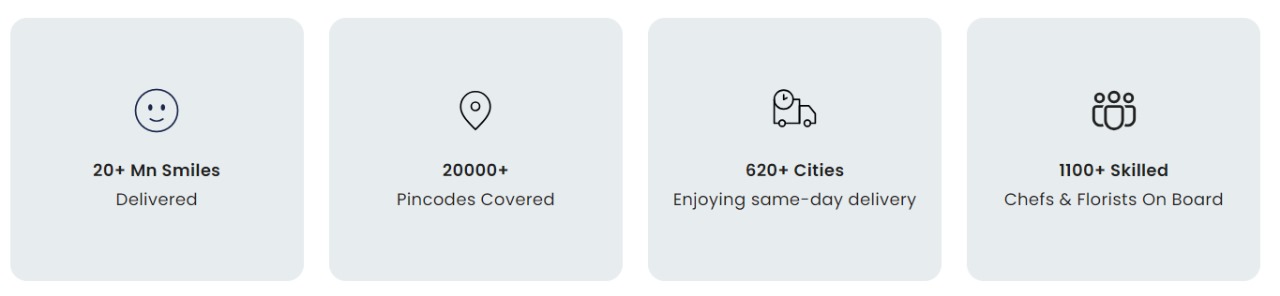 20+ Mn Smiles
Delivered
20000+
Pincodes Covered
620+ Cities
Enjoying same-day delivery
1100+ Skilled
Chefs & Florists On Board